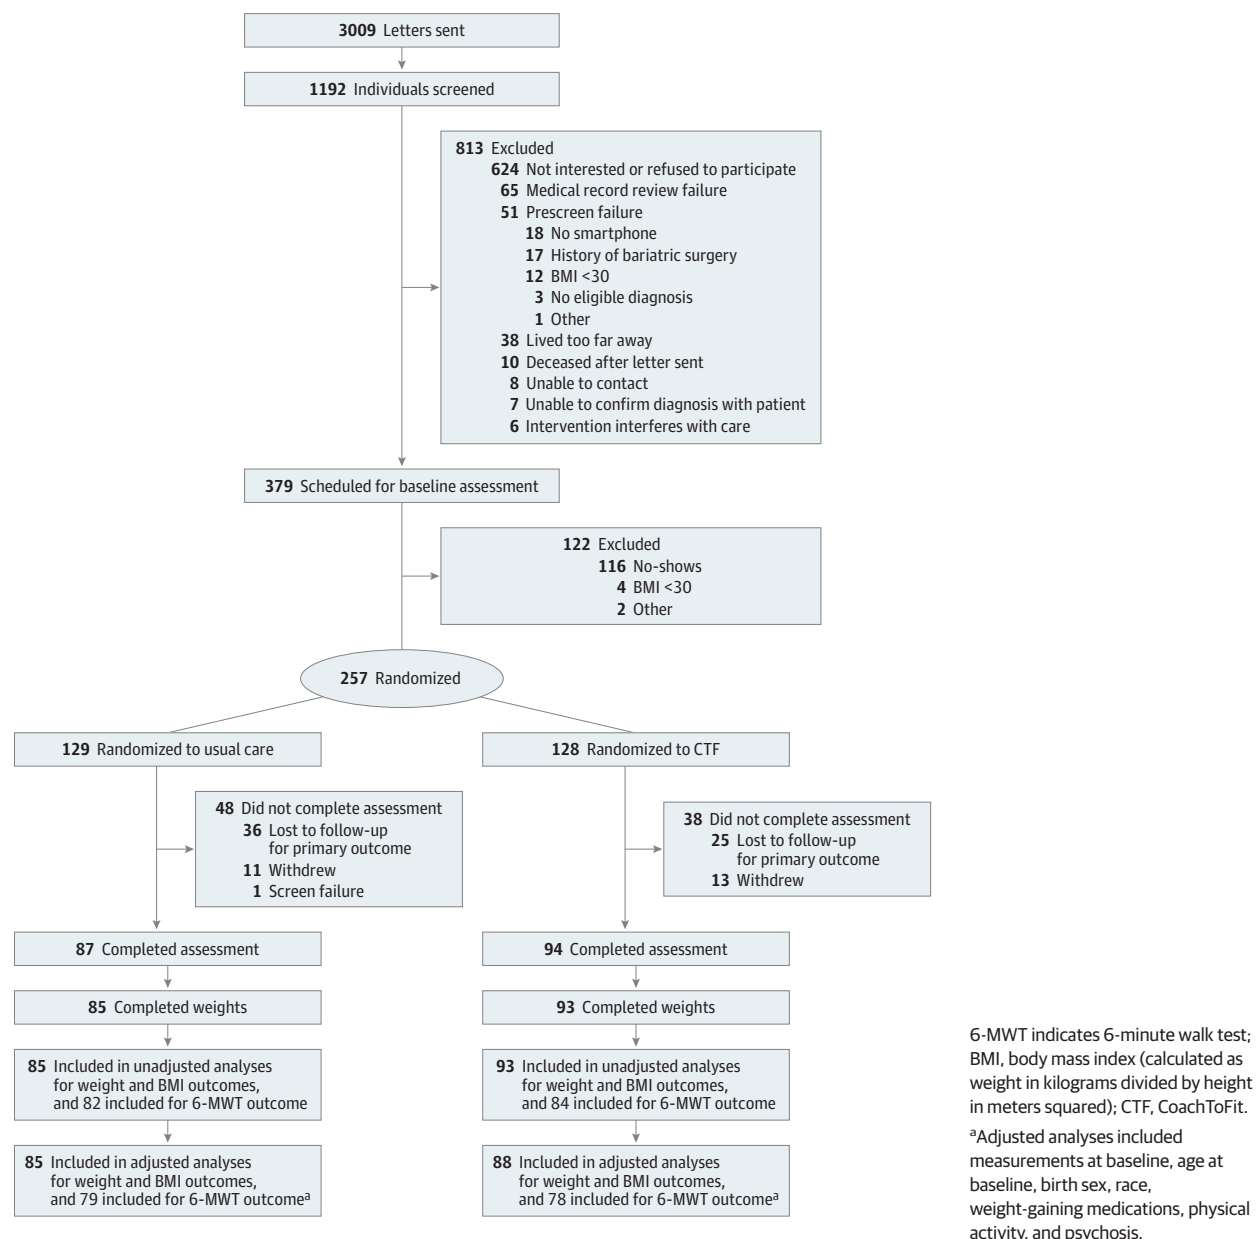 3009 Letters sent
1192 Individuals screened
813 Excluded
624 Not interested or refused to participate
65 Medical record review failure
51 Prescreen failure
18 No smartphone
17 History of bariatric surgery
12 BMI <30
3 No eligible diagnosis
1 Other
38 Lived too far away
10 Deceased after letter sent
8 Unable to contact
7 Unable to confirm diagnosis with patient
6 Intervention interferes with care
379 Scheduled for baseline assessment
122 Excluded
116 No-shows
4 BMI <30
2 Other
257 Randomized
129 Randomized to usual care
48 Did not complete assessment
36 Lost to follow-up
for primary outcome
11 Withdrew
1 Screen failure
87 Completed assessment
85 Completed weights
85 Included in unadjusted analyses
for weight and BMI outcomes,
and 82 included for 6-MWT outcome
85 Included in adjusted analyses
for weight and BMI outcomes,
and 79 included for 6-MWT outcomeᵃ
128 Randomized to CTF
38 Did not complete assessment
25 Lost to follow-up
for primary outcome
13 Withdrew
94 Completed assessment
93 Completed weights
93 Included in unadjusted analyses
for weight and BMI outcomes,
and 84 included for 6-MWT outcome
88 Included in adjusted analyses
for weight and BMI outcomes,
and 78 included for 6-MWT outcomeᵃ
6-MWT indicates 6-minute walk test;
BMI, body mass index (calculated as
weight in kilograms divided by height
in meters squared); CTF, CoachToFit.
ᵃAdjusted analyses included
measurements at baseline, age at
baseline, birth sex, race,
weight-gaining medications, physical
activity, and psychosis.